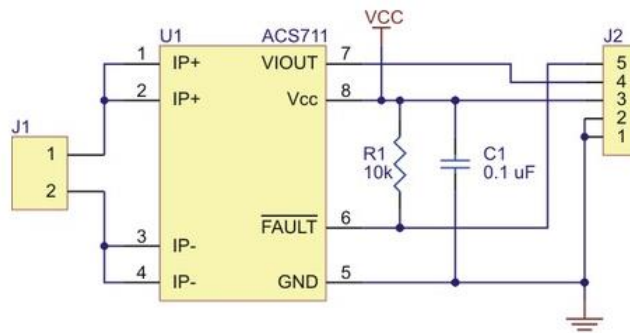 VCC
U1 ACS711 J2
1 IP+ VIOUT 7 5
4
2 IP+ Vcc 8 3
2
J1 1
1 R1 C1
10k 0.1 uF
2
FAULT 6
3 IP-
4 IP- GND 5